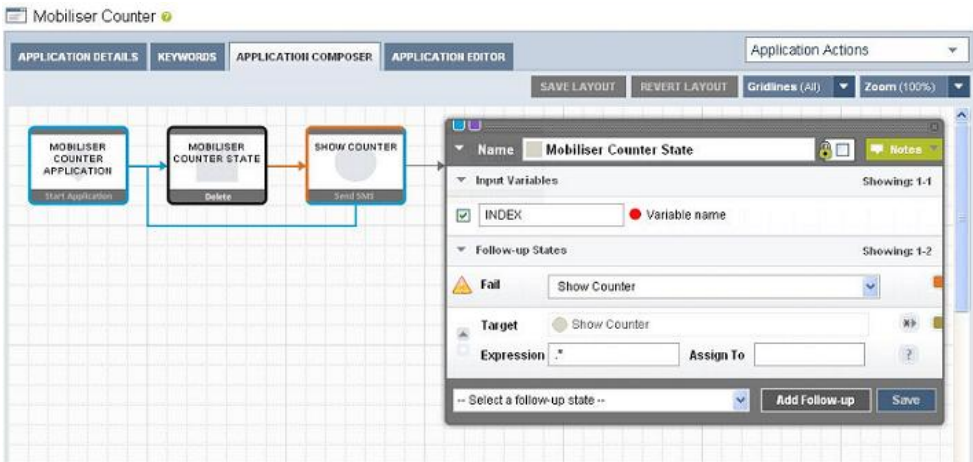 Mobiliser Counter
APPLICATION DETAILS KEYWORDS APPLICATION COMPOSER APPLICATION EDITOR
Application Actions
SAVE LAYOUT REVERT LAYOUT Gridlines (All) Zoom (100%)
MOBILISER
COUNTER
APPLICATION
Start Application
MOBILISER
COUNTER STATE
Delete
SHOW COUNTER
Send SMS
Name Mobiliser Counter State Notes
Input Variables Showing: 1-1
INDEX Variable name
Follow-up States Showing: 1-2
Fail Show Counter
Target Show Counter
Expression .* Assign To ?
-- Select a follow-up state -- Add Follow-up Save